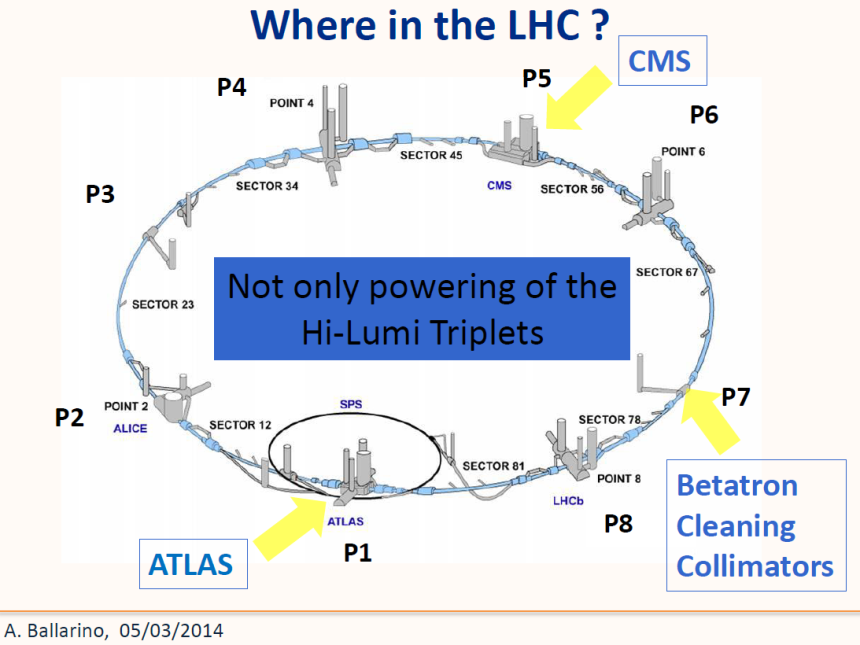 Where in the LHC ?
CMS
P5
P4
POINT 4
P6
POINT 6
SECTOR 45
CMS
SECTOR 56
SECTOR 34
P3
SECTOR 67
Not only powering of the
Hi-Lumi Triplets
SECTOR 23
P7
POINT 2
P2
ALICE
SPS
SECTOR 12
SECTOR 78
SECTOR 81
POINT 8
LHCb
P8
Betatron
Cleaning
Collimators
ATLAS
P1
ATLAS
A. Ballarino, 05/03/2014